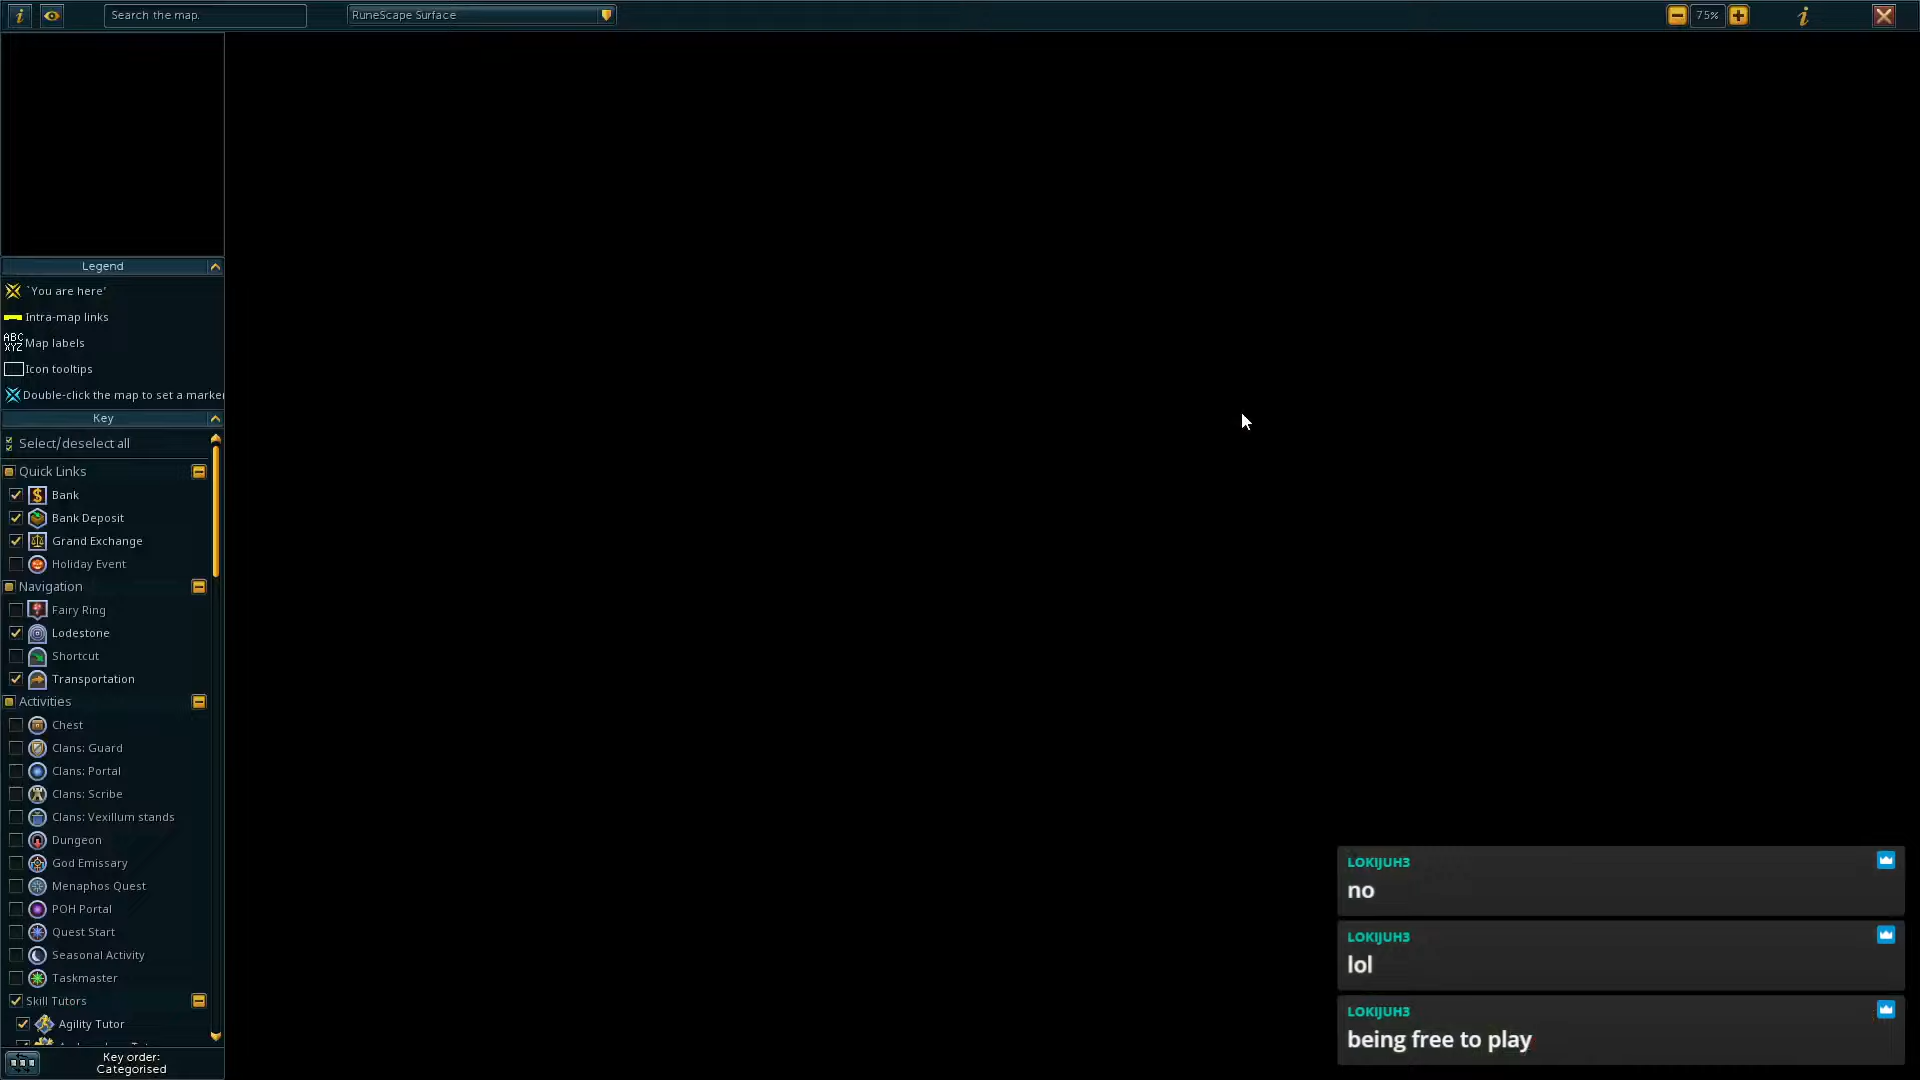 Search the map.
RuneScape Surface
75%
Legend
`You are here'
Intra-map links
ABC
XYZ
Map labels
Icon tooltips
Double-click the map to set a marker
Key
Select/deselect all
Quick Links
Bank
Bank Deposit
Grand Exchange
Holiday Event
Navigation
Fairy Ring
Lodestone
Shortcut
Transportation
Activities
Chest
Clans: Guard
Clans: Portal
Clans: Scribe
Clans: Vexillum stands
Dungeon
God Emissary
Menaphos Quest
POH Portal
Quest Start
Seasonal Activity
Taskmaster
Skill Tutors
Agility Tutor
Key order:
Categorised
LOKIJUH3
no
LOKIJUH3
lol
LOKIJUH3
being free to play